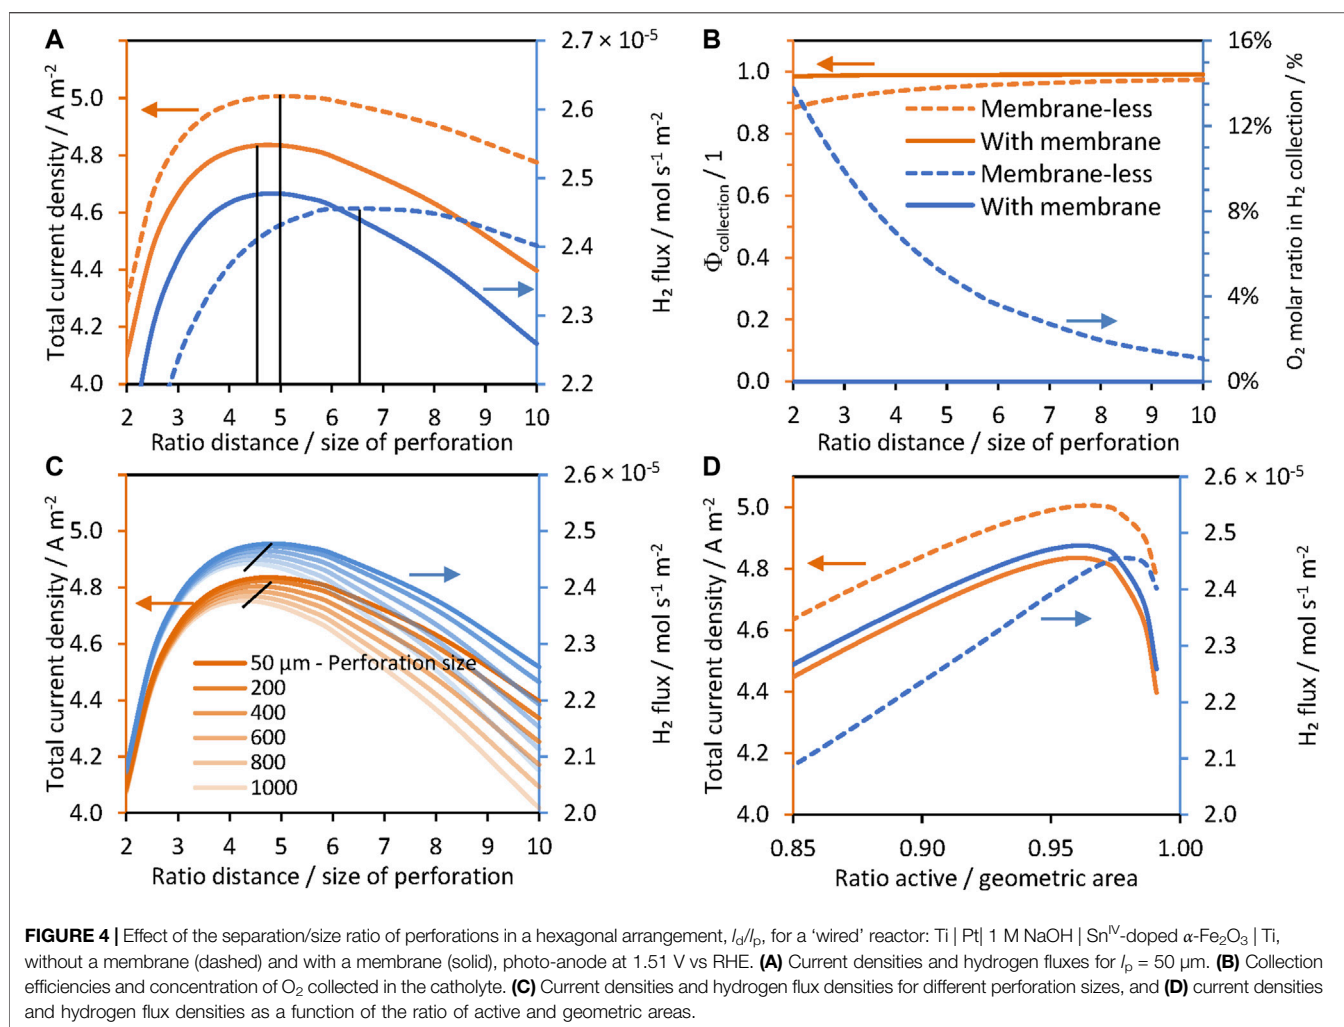 A
2.7 × 10⁻⁵
5.0
4.8
4.6
4.4
4.2
4.0
Total current density / A m⁻²
2.6
2.5
2.4
2.3
2.2
H₂ flux / mol s⁻¹ m⁻²
2 3 4 5 6 7 8 9 10
Ratio distance / size of perforation
B
16%
1.0
0.8
0.6
0.4
0.2
0.0
Φcollection / 1
Membrane-less
With membrane
Membrane-less
With membrane
12%
8%
4%
0%
O₂ molar ratio in H₂ collection / %
2 3 4 5 6 7 8 9 10
Ratio distance / size of perforation
C
2.6 × 10⁻⁵
5.0
4.8
4.6
4.4
4.2
4.0
Total current density / A m⁻²
50 µm - Perforation size
200
400
600
800
1000
2.5
2.4
2.3
2.2
2.1
2.0
H₂ flux / mol s⁻¹ m⁻²
2 3 4 5 6 7 8 9 10
Ratio distance / size of perforation
D
2.6 × 10⁻⁵
5.0
4.8
4.6
4.4
4.2
4.0
Total current density / A m⁻²
2.5
2.4
2.3
2.2
2.1
2.0
H₂ flux / mol s⁻¹ m⁻²
0.85 0.90 0.95 1.00
Ratio active / geometric area
FIGURE 4 | Effect of the separation/size ratio of perforations in a hexagonal arrangement, l_d/l_p, for a ‘wired’ reactor: Ti | Pt| 1 M NaOH | Sn^IV-doped α-Fe₂O₃ | Ti,
without a membrane (dashed) and with a membrane (solid), photo-anode at 1.51 V vs RHE. (A) Current densities and hydrogen fluxes for l_p = 50 µm. (B) Collection
efficiencies and concentration of O₂ collected in the catholyte. (C) Current densities and hydrogen flux densities for different perforation sizes, and (D) current densities
and hydrogen flux densities as a function of the ratio of active and geometric areas.